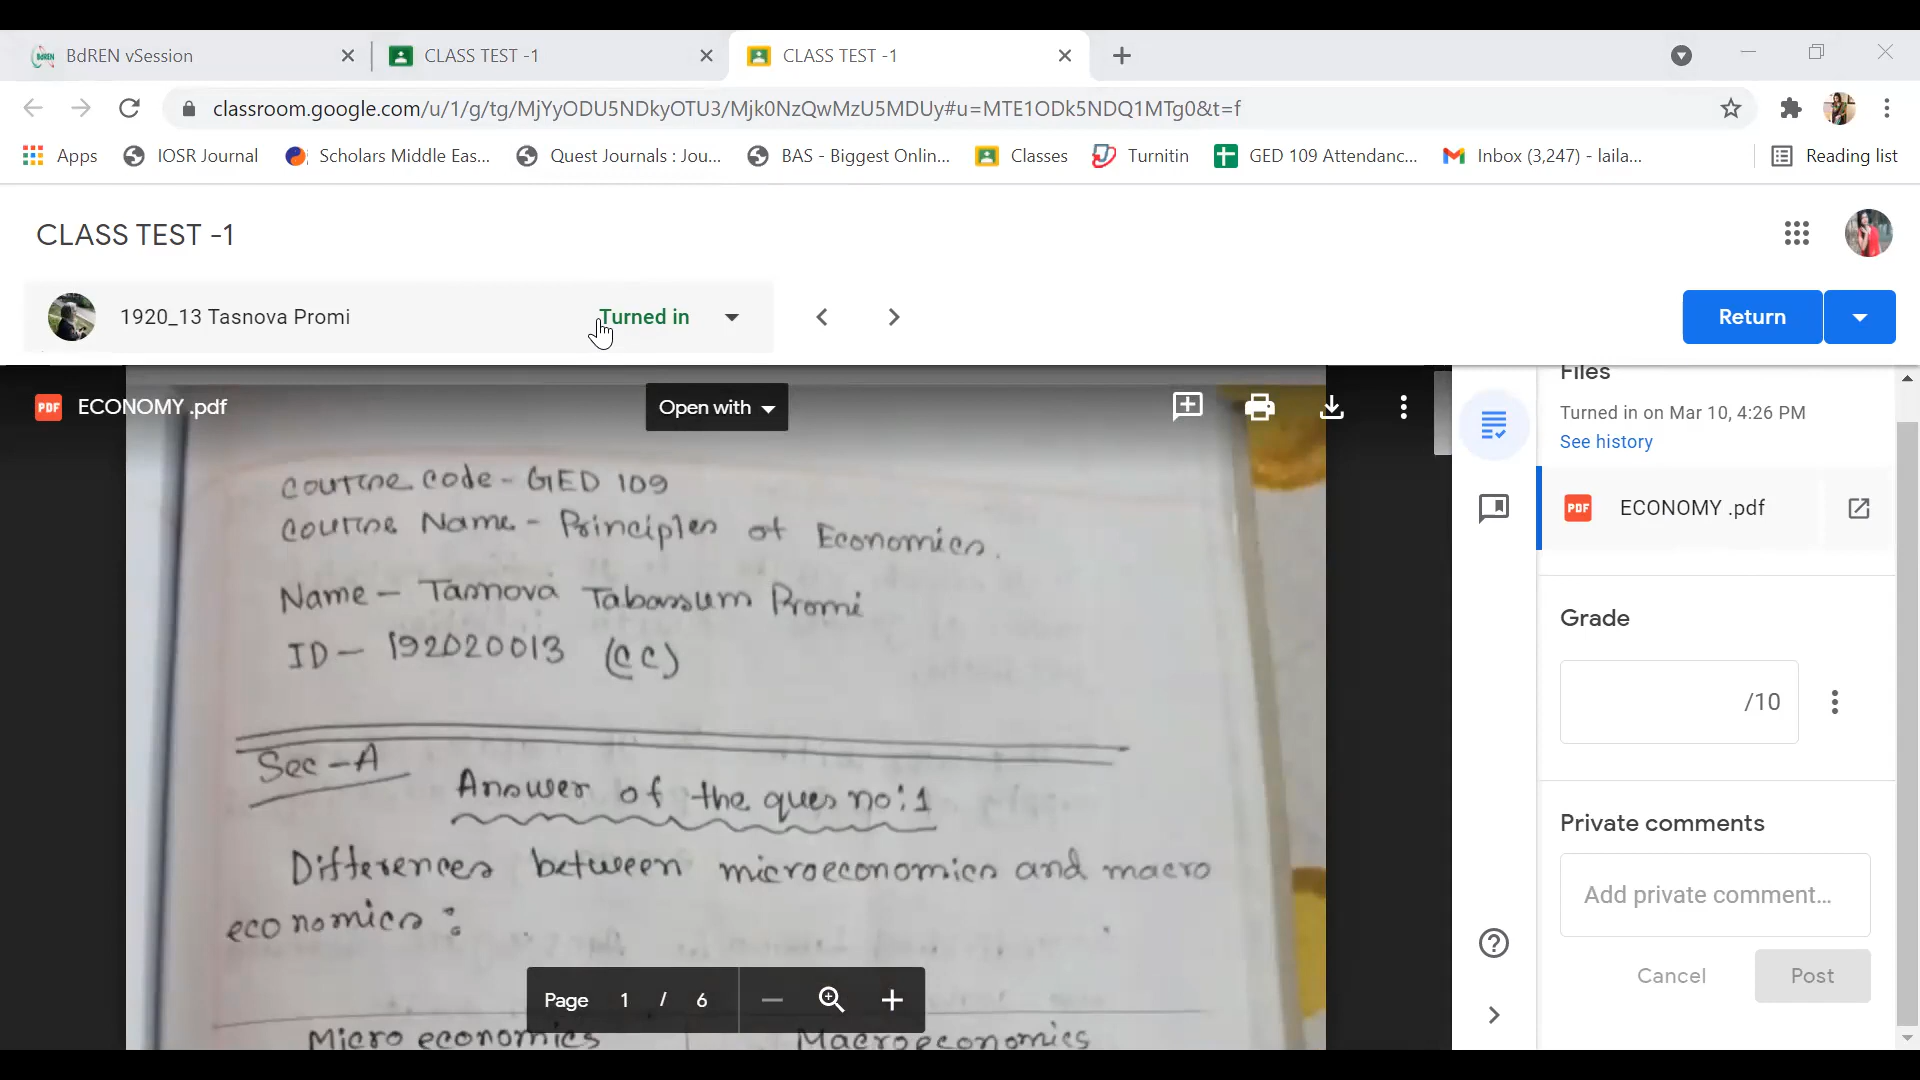 BdREN vSession
CLASS TEST -1
CLASS TEST -1
classroom.google.com/u/1/g/tg/MjYyODU5NDkyOTU3/Mjk0NzQwMzU5MDUy#u=MTE1ODk5NDQ1MTg0&t=f
Apps IOSR Journal Scholars Middle Eas... Quest Journals : Jou... BAS - Biggest Onlin... Classes Turnitin GED 109 Attendanc... Inbox (3,247) - laila... Reading list
CLASS TEST -1
1920_13 Tasnova Promi Turned in
Return
PDF ECONOMY .pdf
Open with
Course Code - GED 109
Course Name - Principles of Economics.
Name - Tasnova Tabassum Promi
ID - 192020013 (CC)
Sec - A
Answer of the ques no:1
Differences between microeconomics and macro
economics :
Micro economics Macroeconomics
Page 1 / 6
Files
Turned in on Mar 10, 4:26 PM
See history
PDF ECONOMY .pdf
Grade
/10
Private comments
Add private comment...
Cancel Post